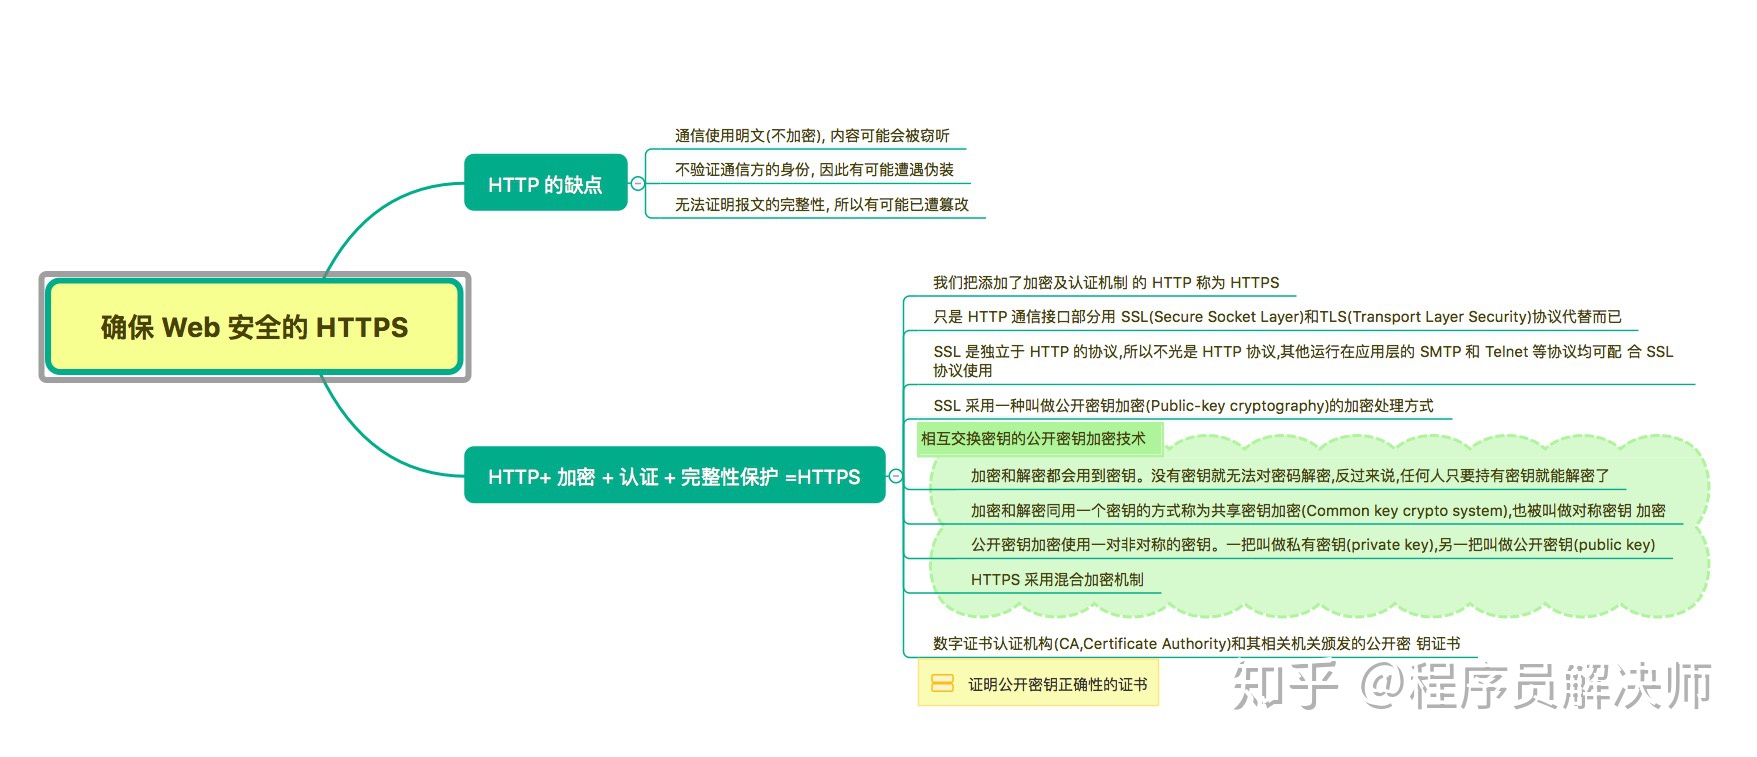 通信使用明文(不加密), 内容可能会被窃听
HTTP 的缺点
不验证通信方的身份, 因此有可能遭遇伪装
无法证明报文的完整性, 所以有可能已遭篡改
确保 Web 安全的 HTTPS
我们把添加了加密及认证机制 的 HTTP 称为 HTTPS
只是 HTTP 通信接口部分用 SSL(Secure Socket Layer)和TLS(Transport Layer Security)协议代替而已
SSL 是独立于 HTTP 的协议,所以不光是 HTTP 协议,其他运行在应用层的 SMTP 和 Telnet 等协议均可配 合 SSL
协议使用
SSL 采用一种叫做公开密钥加密(Public-key cryptography)的加密处理方式
相互交换密钥的公开密钥加密技术
HTTP+ 加密 + 认证 + 完整性保护 =HTTPS
加密和解密都会用到密钥。没有密钥就无法对密码解密,反过来说,任何人只要持有密钥就能解密了
加密和解密同用一个密钥的方式称为共享密钥加密(Common key crypto system),也被叫做对称密钥 加密
公开密钥加密使用一对非对称的密钥。一把叫做私有密钥(private key),另一把叫做公开密钥(public key)
HTTPS 采用混合加密机制
数字证书认证机构(CA,Certificate Authority)和其相关机关颁发的公开密 钥证书
证明公开密钥正确性的证书
知乎 @程序员解决师